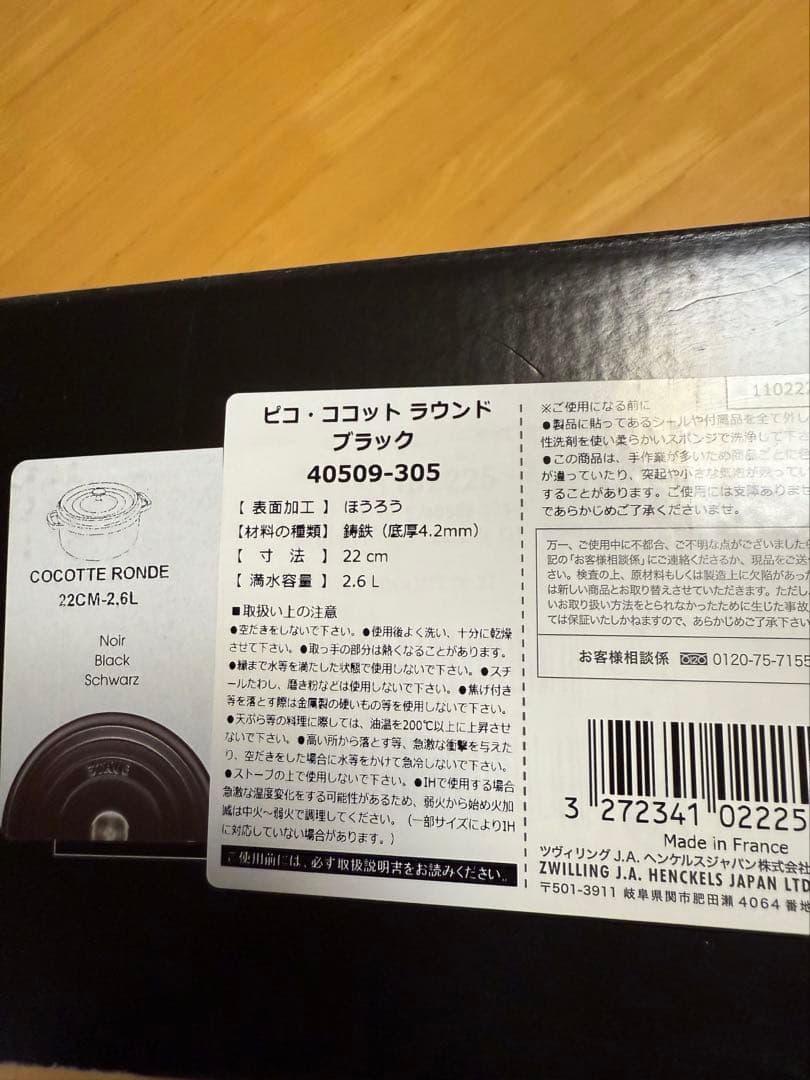 COCOTTE RONDE
22CM-2,6L
Noir
Black
Schwarz
STAUB
ピコ・ココット ラウンド
ブラック
40509-305
【 表面加工 】 ほうろう
【材料の種類】 鋳鉄（底厚4.2mm）
【 寸 法 】 22 cm
【 満水容量 】 2.6 L
■取扱い上の注意
●空だきをしないで下さい。●使用後よく洗い、十分に乾燥
させて下さい。●取っ手の部分は熱くなることがあります。
●縁まで水等を満たした状態で使用しないで下さい。●スチ
ールたわし、磨き粉などは使用しないで下さい。●焦げ付き
等を落とす際は金属製の硬いもの等を使用しないで下さい。
●天ぷら等の料理に際しては、油温を200℃以上に上昇させ
ないで下さい。●高い所から落とす等、急激な衝撃を与えた
り、空だきをした場合に水等をかけて急冷しないで下さい。
●ストーブの上で使用しないで下さい。●IHで使用する場合
急激な温度変化をする可能性があるため、弱火から始め火加
減は中火〜弱火で調理してください。（一部サイズによりIH
に対応していない場合があります。）
ご使用前には、必ず取扱説明書をお読みください。
11022
※ご使用になる前に
●製品に貼ってあるシールや付属品を全て外し
性洗剤を使い柔らかいスポンジで洗浄して下
●この商品は、手作業が多いため商品ごとに
が違っていたり、突起や小さな気泡が残ってい
することがあります。ご使用には支障ありませ
であらかじめご了承くださいませ。
万一、ご使用中に不都合、ご不明な点がございましたら
記の「お客様相談係」にご連絡くださるか、現品をご送
さい。検査の上、原材料もしくは製造上に欠陥があった
は新しい商品とお取り替えさせていただきます。ただし、
いお取り扱い方法をとられなかったために生じた事故
ては保証いたしかねますので、あらかじめご了承下さい
お客様相談係 0120-75-7155
3 272341 02225
Made in France
ツヴィリング J.A. ヘンケルスジャパン株式会社
ZWILLING J.A. HENCKELS JAPAN LTD
〒501-3911 岐阜県関市肥田瀬 4064 番地